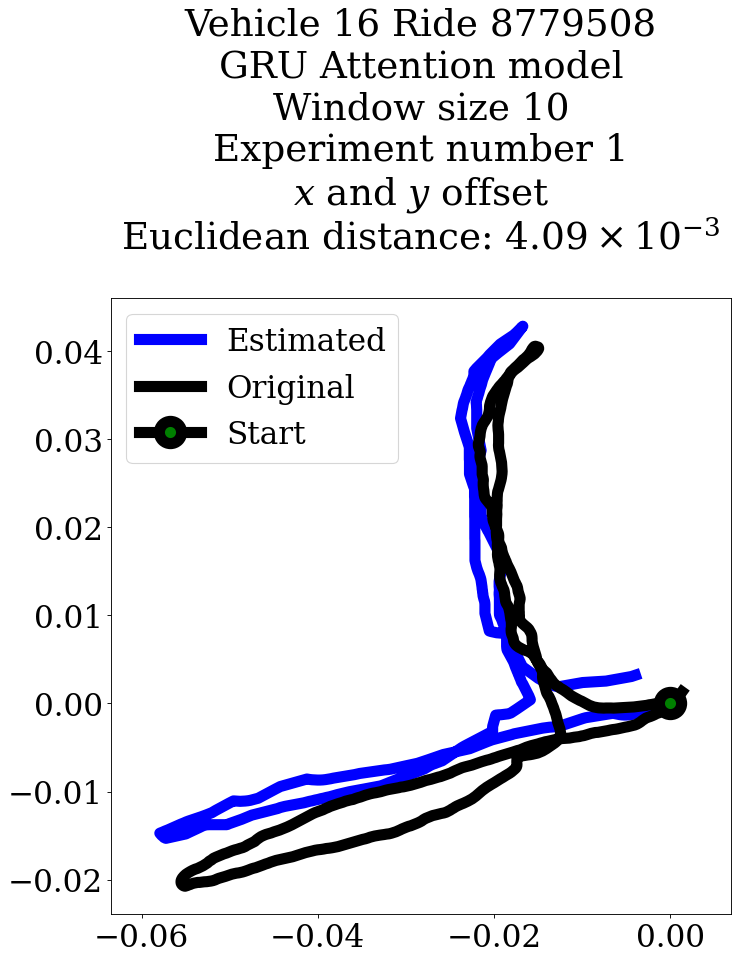 Vehicle 16 Ride 8779508
GRU Attention model
Window size 10
Experiment number 1
x and y offset
Euclidean distance: 4.09 × 10⁻³
Estimated
Original
Start
0.04
0.03
0.02
0.01
0.00
−0.01
−0.02
−0.06 −0.04 −0.02 0.00